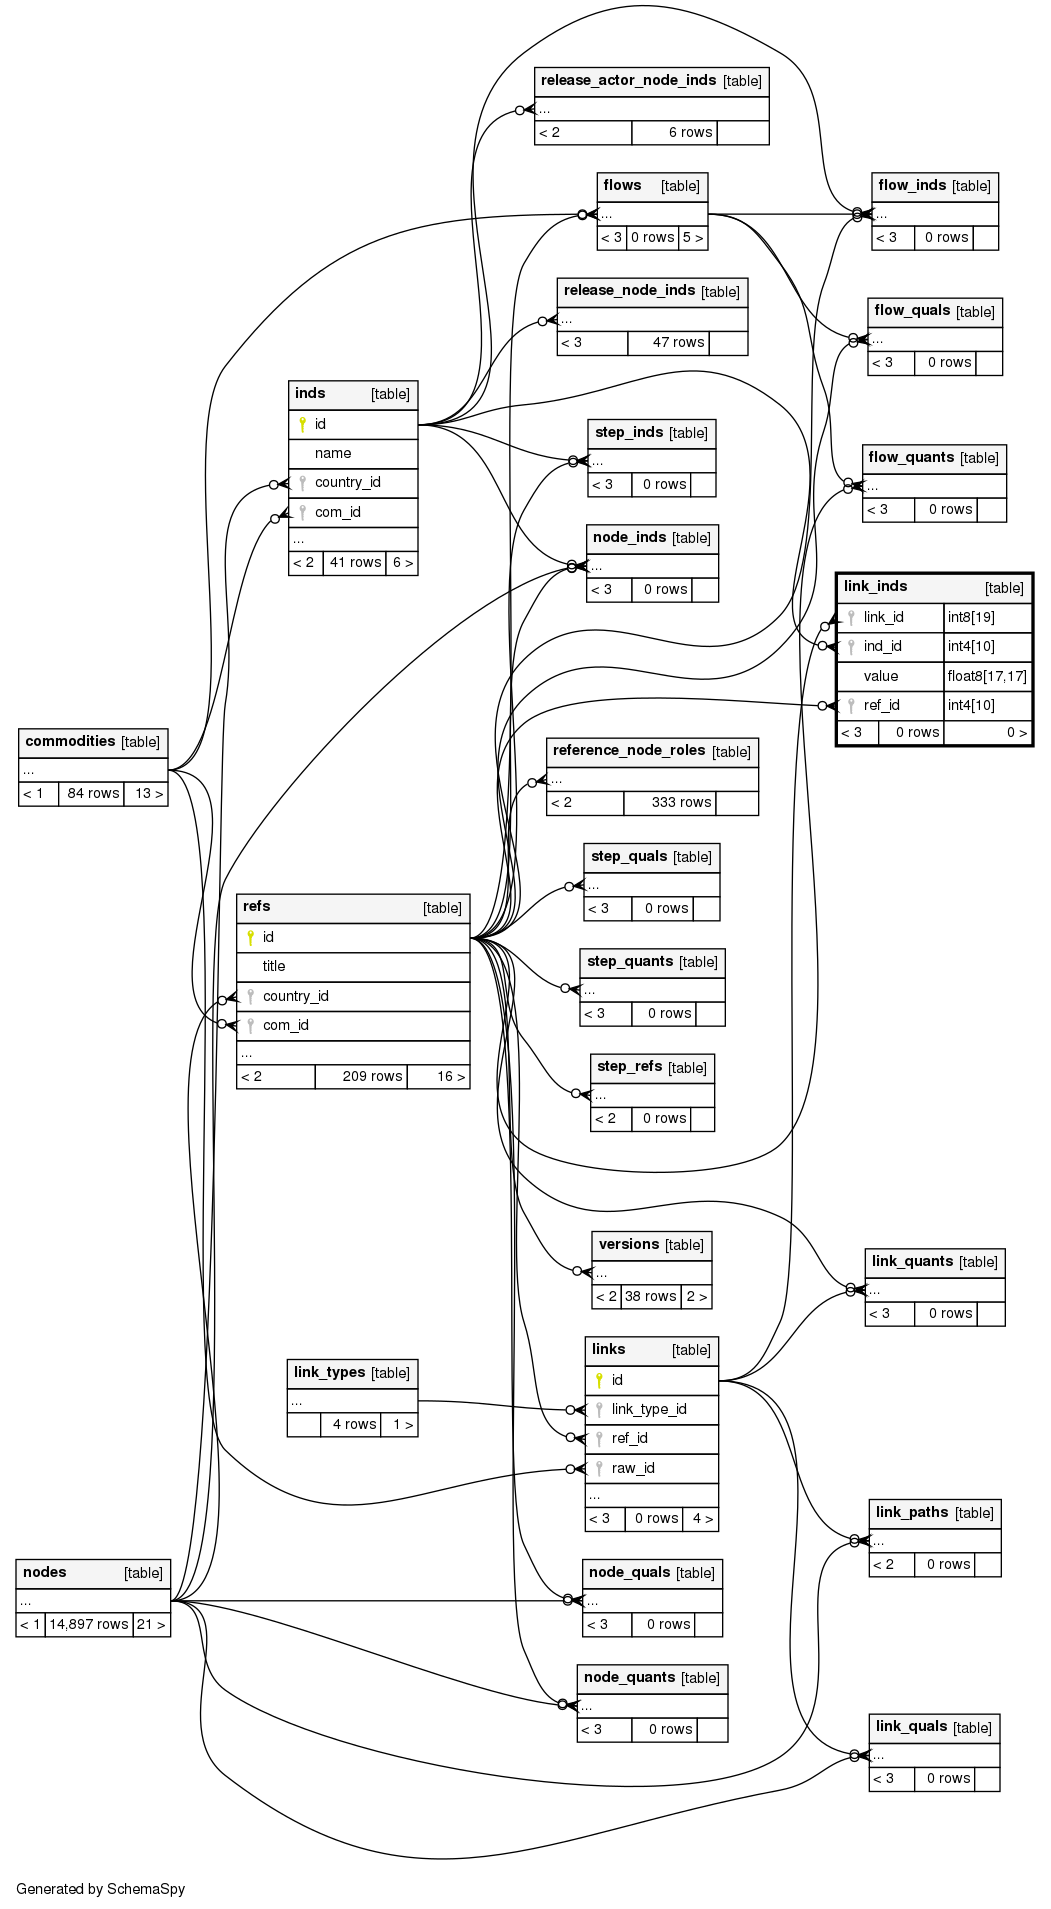 release_actor_node_inds [table]
...
< 2 6 rows
flows [table]
...
< 3 0 rows 5 >
flow_inds [table]
...
< 3 0 rows
release_node_inds [table]
...
< 3 47 rows
flow_quals [table]
...
< 3 0 rows
inds [table]
id
name
country_id
com_id
...
< 2 41 rows 6 >
step_inds [table]
...
< 3 0 rows
flow_quants [table]
...
< 3 0 rows
node_inds [table]
...
< 3 0 rows
link_inds [table]
link_id int8[19]
ind_id int4[10]
value float8[17,17]
ref_id int4[10]
< 3 0 rows 0 >
commodities [table]
...
< 1 84 rows 13 >
reference_node_roles [table]
...
< 2 333 rows
step_quals [table]
...
< 3 0 rows
refs [table]
id
title
country_id
com_id
...
< 2 209 rows 16 >
step_quants [table]
...
< 3 0 rows
step_refs [table]
...
< 2 0 rows
versions [table]
...
< 2 38 rows 2 >
link_quants [table]
...
< 3 0 rows
links [table]
id
link_type_id
ref_id
raw_id
...
< 3 0 rows 4 >
link_types [table]
...
4 rows 1 >
link_paths [table]
...
< 2 0 rows
nodes [table]
...
< 1 14,897 rows 21 >
node_quals [table]
...
< 3 0 rows
node_quants [table]
...
< 3 0 rows
link_quals [table]
...
< 3 0 rows
Generated by SchemaSpy